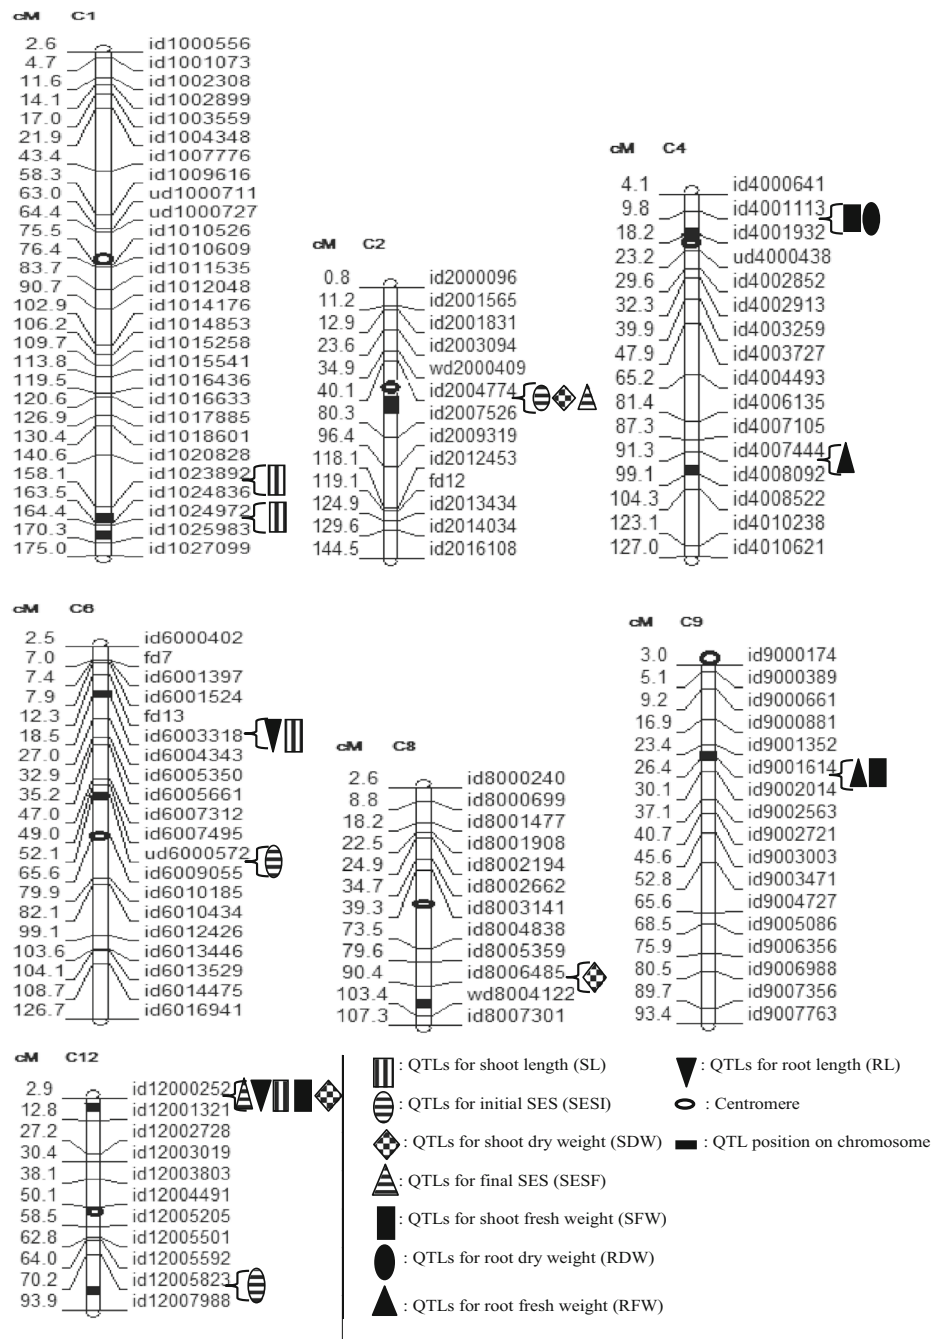 cM C1
2.6 id1000556
4.7 id1001073
11.6 id1002308
14.1 id1002899
17.0 id1003559
21.9 id1004348
43.4 id1007776
58.3 id1009616
63.0 ud1000711
64.4 ud1000727
75.5 id1010526
76.4 id1010609
83.7 id1011535
90.7 id1012048
102.9 id1014176
106.2 id1014853
109.7 id1015258
113.8 id1015541
119.5 id1016436
120.6 id1016633
126.9 id1017885
130.4 id1018601
140.6 id1020828
158.1 id1023892
163.5 id1024836
164.4 id1024972
170.3 id1025983
175.0 id1027099
cM C2
0.8 id2000096
11.2 id2001565
12.9 id2001831
23.6 id2003094
34.9 wd2000409
40.1 id2004774
80.3 id2007526
96.4 id2009319
118.1 id2012453
119.1 fd12
124.9 id2013434
129.6 id2014034
144.5 id2016108
cM C4
4.1 id4000641
9.8 id4001113
18.2 id4001932
23.2 ud4000438
29.6 id4002852
32.3 id4002913
39.9 id4003259
47.9 id4003727
65.2 id4004493
81.4 id4006135
87.3 id4007105
91.3 id4007444
99.1 id4008092
104.3 id4008522
123.1 id4010238
127.0 id4010621
cM C6
2.5 id6000402
7.0 fd7
7.4 id6001397
7.9 id6001524
12.3 fd13
18.5 id6003318
27.0 id6004343
32.9 id6005350
35.2 id6005661
47.0 id6007312
49.0 id6007495
52.1 ud6000572
65.6 id6009055
79.9 id6010185
82.1 id6010434
99.1 id6012426
103.6 id6013446
104.1 id6013529
108.7 id6014475
126.7 id6016941
cM C8
2.6 id8000240
8.8 id8000699
18.2 id8001477
22.5 id8001908
24.9 id8002194
34.7 id8002662
39.3 id8003141
73.5 id8004838
79.6 id8005359
90.4 id8006485
103.4 wd8004122
107.3 id8007301
cM C9
3.0 id9000174
5.1 id9000389
9.2 id9000661
16.9 id9000881
23.4 id9001352
26.4 id9001614
30.1 id9002014
37.1 id9002563
40.7 id9002721
45.6 id9003003
52.8 id9003471
65.6 id9004727
68.5 id9005086
75.9 id9006356
80.5 id9006988
89.7 id9007356
93.4 id9007763
cM C12
2.9 id12000252
12.8 id12001321
27.2 id12002728
30.4 id12003019
38.1 id12003803
50.1 id12004491
58.5 id12005205
62.8 id12005501
64.0 id12005592
70.2 id12005823
93.9 id12007988
: QTLs for shoot length (SL)
: QTLs for initial SES (SESI)
: QTLs for shoot dry weight (SDW)
: QTLs for final SES (SESF)
: QTLs for shoot fresh weight (SFW)
: QTLs for root dry weight (RDW)
: QTLs for root fresh weight (RFW)
: QTLs for root length (RL)
: Centromere
: QTL position on chromosome